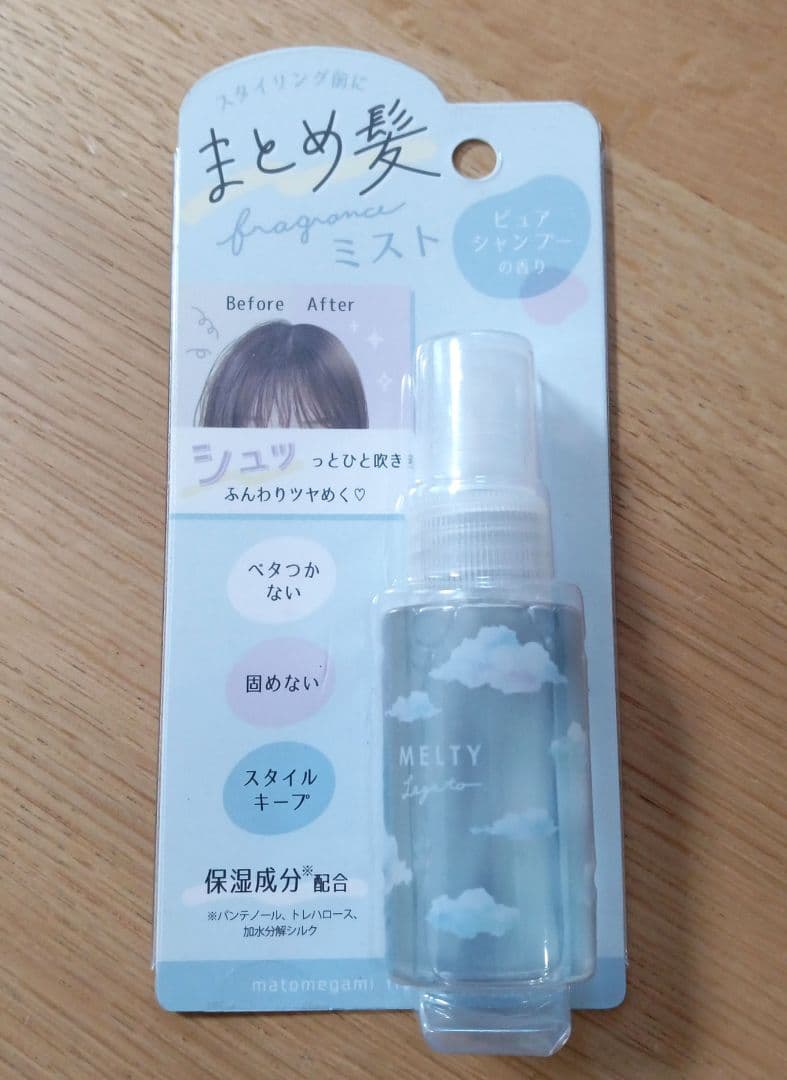 スタイリング前に
まとめ髪
fragrance
ミスト
ピュア
シャンプー
の香り
Before After
シュッ っとひと吹き
ふんわりツヤめく♡
ベタつか
ない
固めない
スタイル
キープ
保湿成分※配合
※パンテノール、トレハロース、
加水分解シルク
MELTY
Legato
matomegami